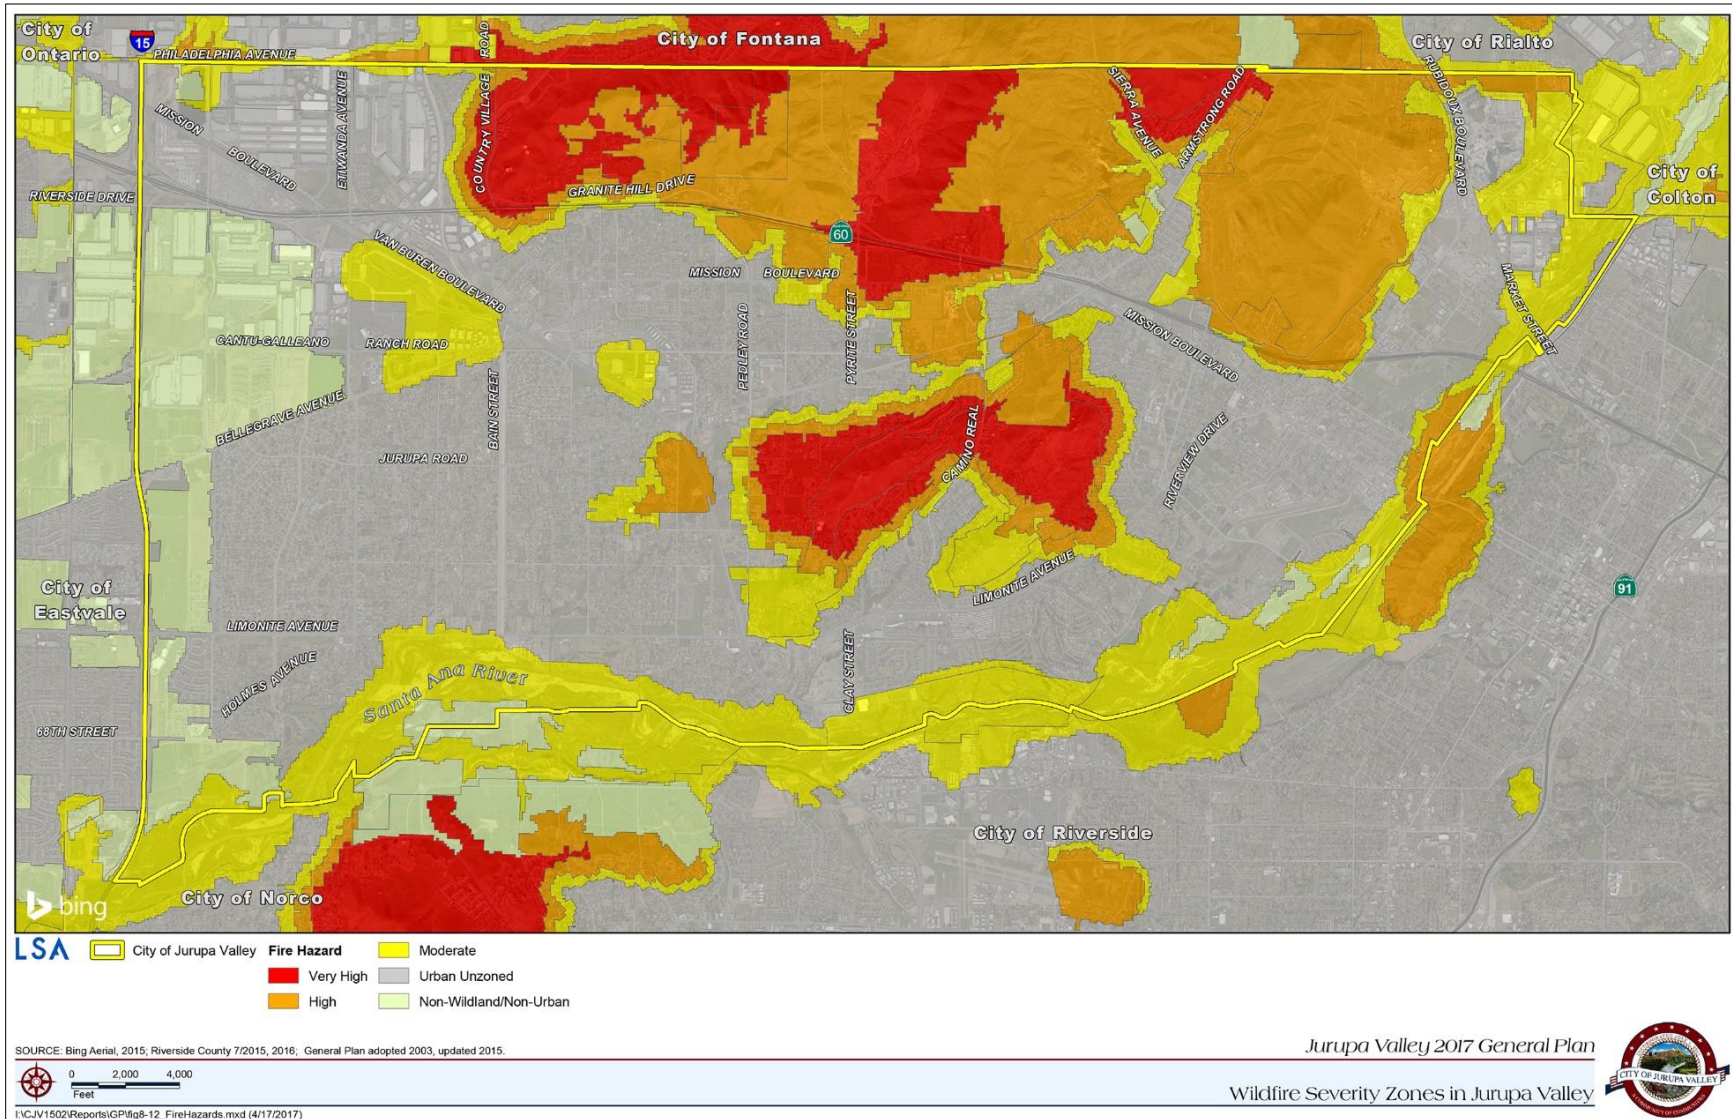 City of
Ontario
15
PHILADELPHIA AVENUE
COUNTRY VILLAGE ROAD
City of Fontana
City of Rialto
SIERRA AVENUE
ARMSTRONG ROAD
RUBIDOUX BOULEVARD
MISSION
BOULEVARD
ETIWANDA AVENUE
RIVERSIDE DRIVE
GRANITE HILL DRIVE
City of
Colton
VAN BUREN BOULEVARD
60
MISSION BOULEVARD
MARKET STREET
CANTU-GALLEANO RANCH ROAD
PEDLEY ROAD
PYRITE STREET
MISSION BOULEVARD
BELLEGRAVE AVENUE
BAIN STREET
JURUPA ROAD
CAMINO REAL
RIVERVIEW DRIVE
City of
Eastvale
LIMONITE AVENUE
91
LIMONITE AVENUE
HOLMES AVENUE
Santa Ana River
CLAY STREET
68TH STREET
City of Riverside
City of Norco
bing
LSA
City of Jurupa Valley
Fire Hazard
Very High
High
Moderate
Urban Unzoned
Non-Wildland/Non-Urban
SOURCE: Bing Aerial, 2015; Riverside County 7/2015, 2016; General Plan adopted 2003, updated 2015.
Jurupa Valley 2017 General Plan
0 2,000 4,000
Feet
Wildfire Severity Zones in Jurupa Valley
CITY OF JURUPA VALLEY
A COMMUNITY OF COMMUNITIES
I:\CJV1502\Reports\GP\fig8-12_FireHazards.mxd (4/17/2017)